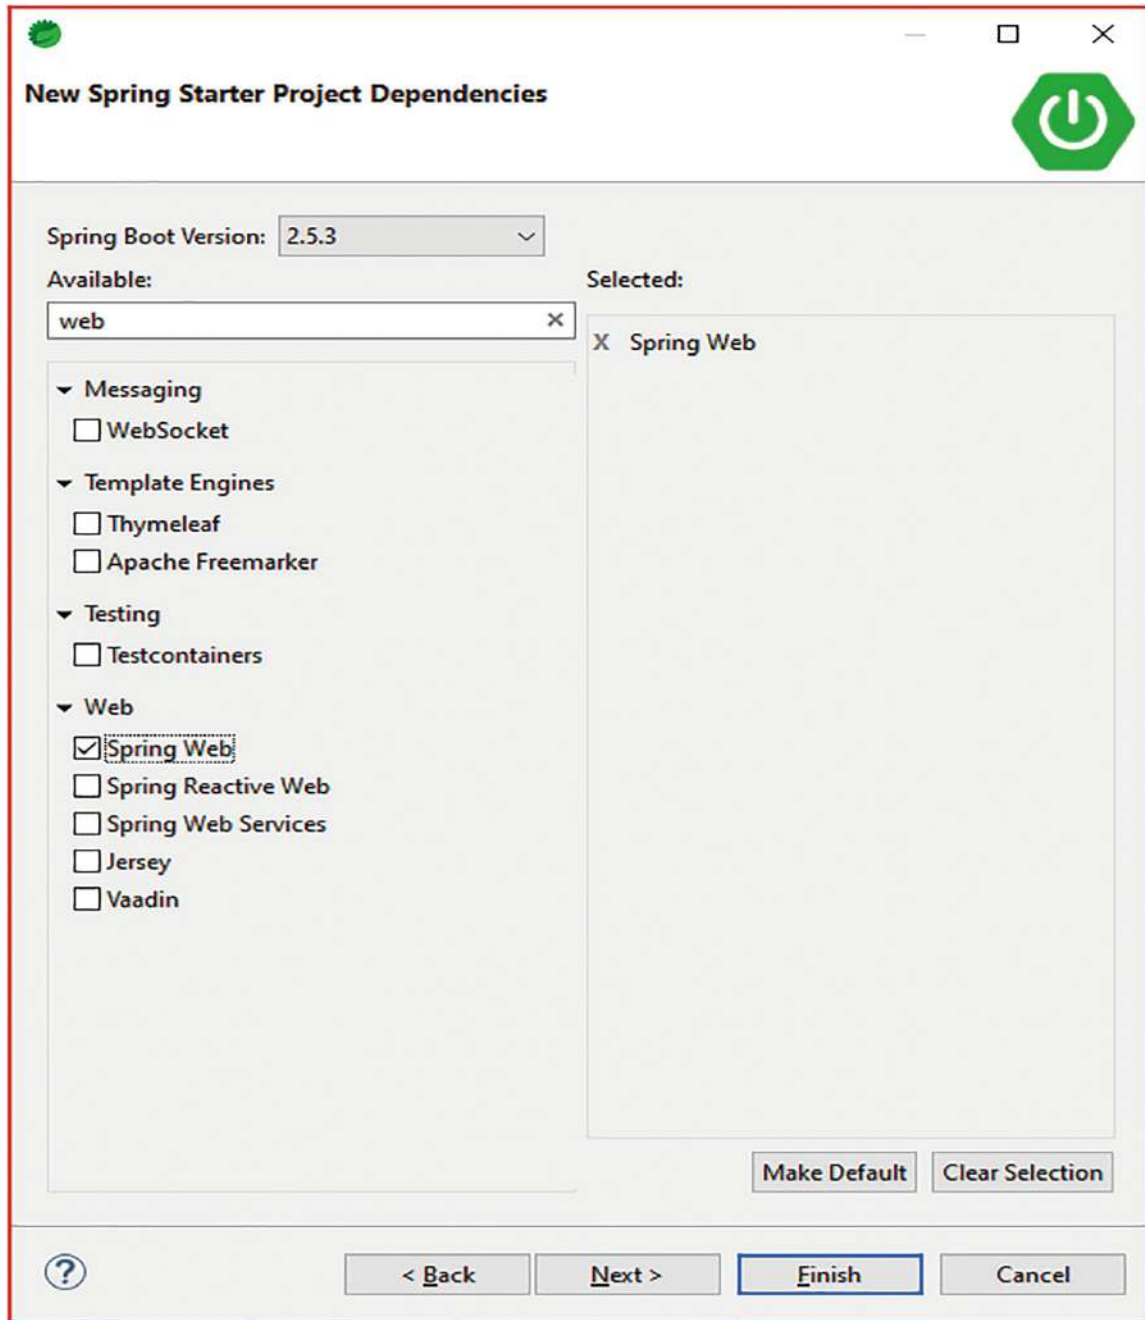 New Spring Starter Project Dependencies
Spring Boot Version: 2.5.3
Available:
web
Messaging
WebSocket
Template Engines
Thymeleaf
Apache Freemarker
Testing
Testcontainers
Web
Spring Web
Spring Reactive Web
Spring Web Services
Jersey
Vaadin
Selected:
X Spring Web
Make Default Clear Selection
? < Back Next > Finish Cancel